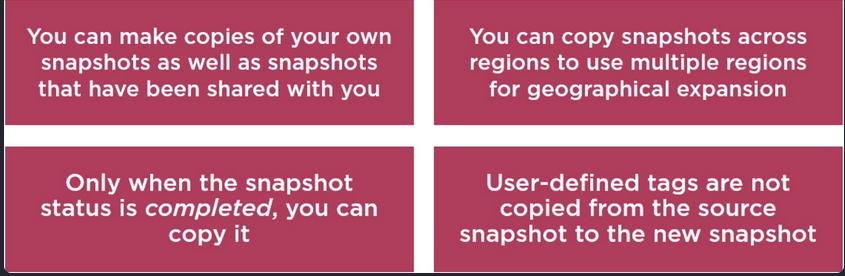 You can make copies of your own
snapshots as well as snapshots
that have been shared with you
You can copy snapshots across
regions to use multiple regions
for geographical expansion
Only when the snapshot
status is completed, you can
copy it
User-defined tags are not
copied from the source
snapshot to the new snapshot